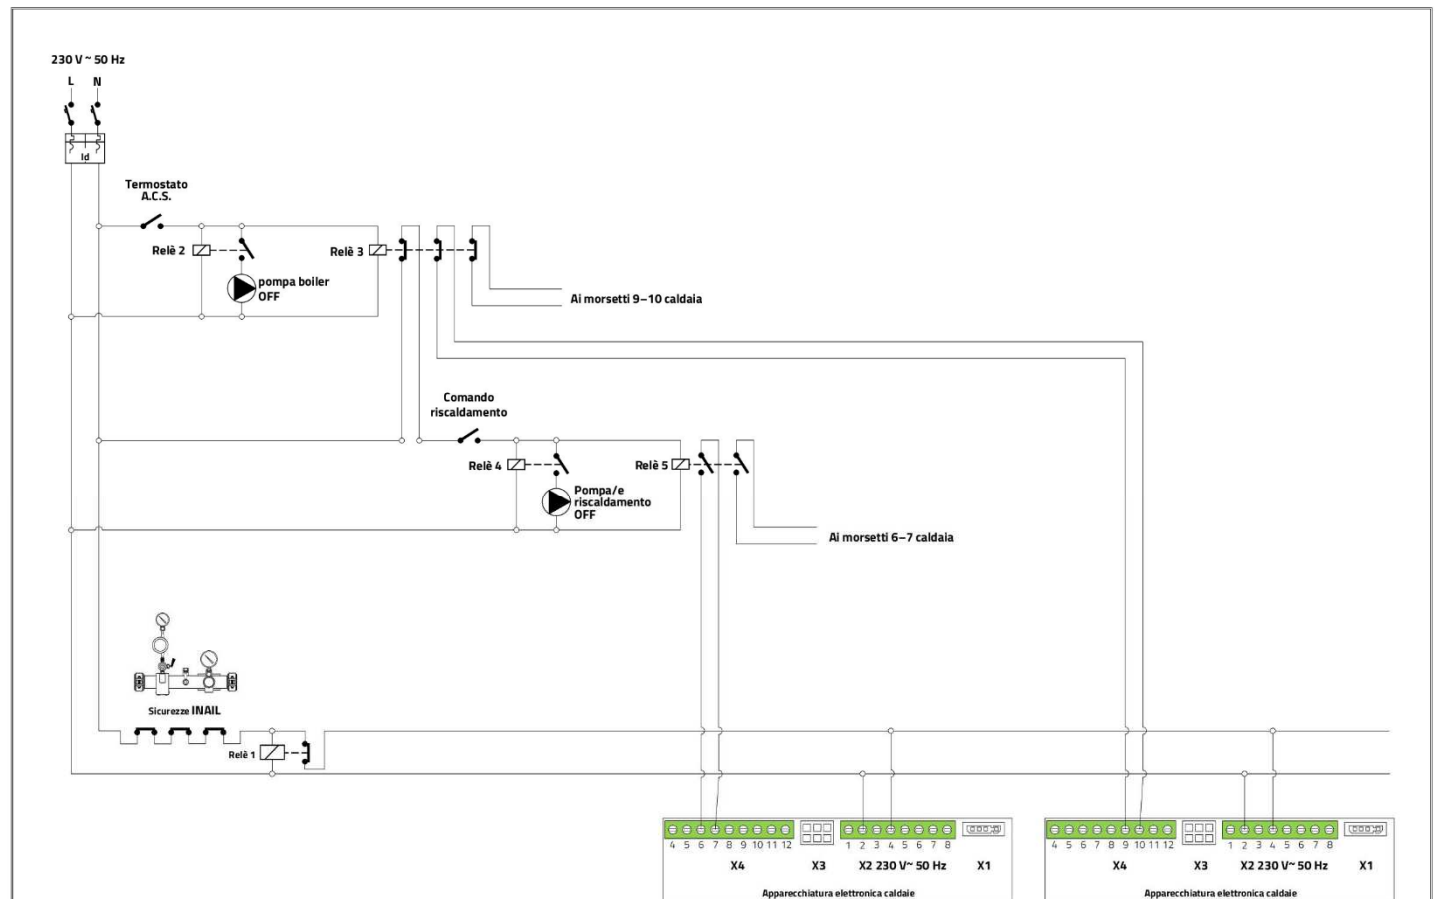 230 V ~ 50 Hz
L N
Id
Termostato
A.C.S.
Relè 2
Relè 3
pompa boiler
OFF
Ai morsetti 9–10 caldaia
Comando
riscaldamento
Relè 4
Relè 5
Pompa/e
riscaldamento
OFF
Ai morsetti 6–7 caldaia
Sicurezze INAIL
Relè 1
4 5 6 7 8 9 10 11 12
1 2 3 4 5 6 7 8
4 5 6 7 8 9 10 11 12
1 2 3 4 5 6 7 8
X4 X3 X2 230 V~ 50 Hz X1
X4 X3 X2 230 V~ 50 Hz X1
Apparecchiatura elettronica caldaie
Apparecchiatura elettronica caldaie